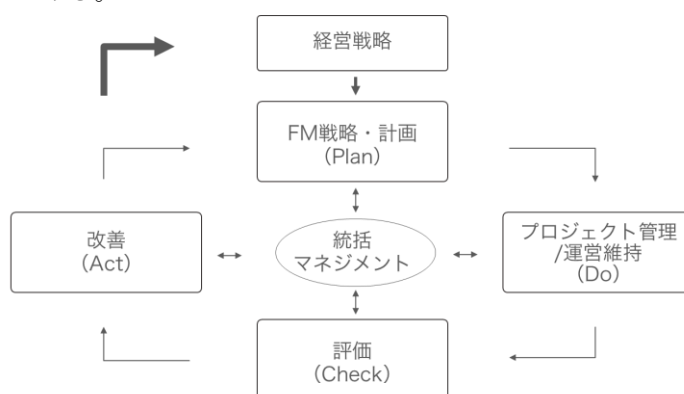 経営戦略
FM戦略・計画
(Plan)
改善
(Act)
統括
マネジメント
プロジェクト管理
/運営維持
(Do)
評価
(Check)